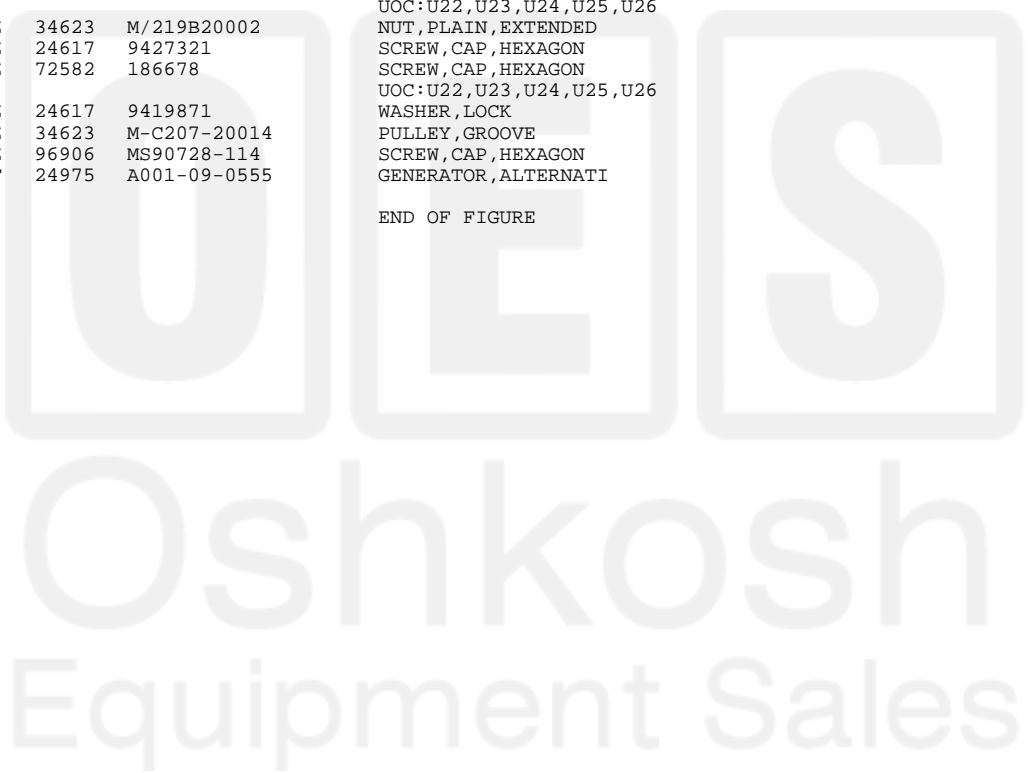 UOC:U22,U23,U24,U25,U26
34623 M/219B20002 NUT,PLAIN,EXTENDED
24617 9427321 SCREW,CAP,HEXAGON
72582 186678 SCREW,CAP,HEXAGON
UOC:U22,U23,U24,U25,U26
24617 9419871 WASHER,LOCK
34623 M-C207-20014 PULLEY,GROOVE
96906 MS90728-114 SCREW,CAP,HEXAGON
24975 A001-09-0555 GENERATOR,ALTERNATI
END OF FIGURE
OES
Oshkosh
Equipment Sales